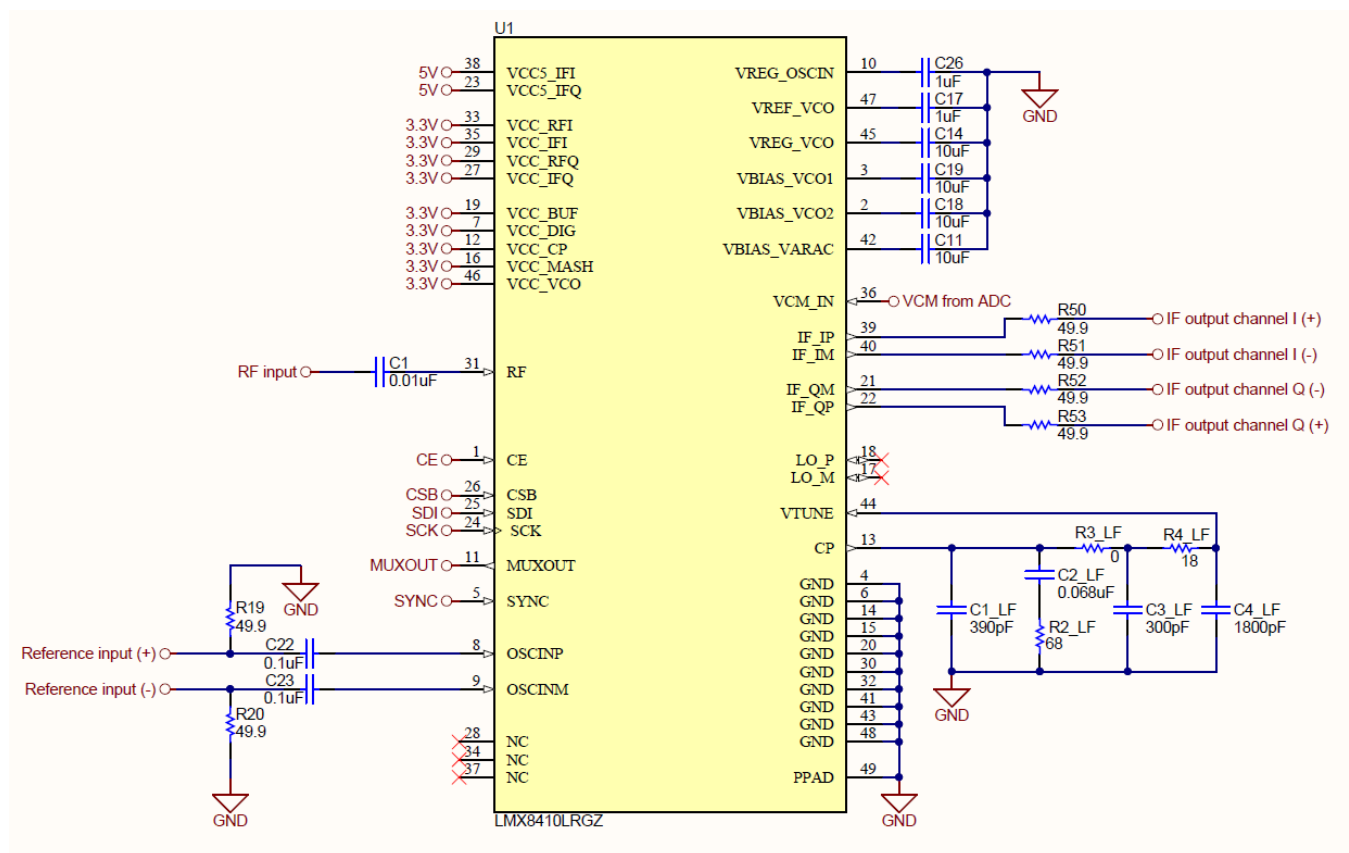 U1
5V 38 VCC5_IFI VREG_OSCIN 10 C26 1uF
5V 23 VCC5_IFQ
GND
3.3V 33 VCC_RFI VREF_VCO 47 C17 1uF
3.3V 35 VCC_IFI VREG_VCO 45 C14 10uF
3.3V 29 VCC_RFQ
3.3V 27 VCC_IFQ VBIAS_VCO1 3 C19 10uF
3.3V 19 VCC_BUF VBIAS_VCO2 2 C18 10uF
3.3V 7 VCC_DIG
3.3V 12 VCC_CP VBIAS_VARAC 42 C11 10uF
3.3V 16 VCC_MASH
3.3V 46 VCC_VCO
VCM_IN 36 VCM from ADC
IF_IP 39 R50 49.9 IF output channel I (+)
IF_IM 40 R51 49.9 IF output channel I (-)
RF input C1 0.01uF 31 RF
IF_QM 21 R52 49.9 IF output channel Q (-)
IF_QP 22 R53 49.9 IF output channel Q (+)
CE 1 CE LO_P 18
LO_M 17
CSB 26 CSB
SDI 25 SDI VTUNE 44
SCK 24 SCK
CP 13 R3_LF 0 R4_LF 18
MUXOUT 11 MUXOUT
C2_LF 0.068uF
GND 4
SYNC 5 SYNC GND 6
GND 14
C1_LF 390pF R2_LF 68 C3_LF 300pF C4_LF 1800pF
GND
R19 49.9
GND 15
GND 20
Reference input (+) C22 0.1uF 8 OSCINP
GND 30
GND 32
Reference input (-) C23 0.1uF 9 OSCINM
GND 41
GND
R20 49.9
GND 43
28 NC GND 48
34 NC
37 NC PPAD 49
GND
GND
LMX8410LRGZ